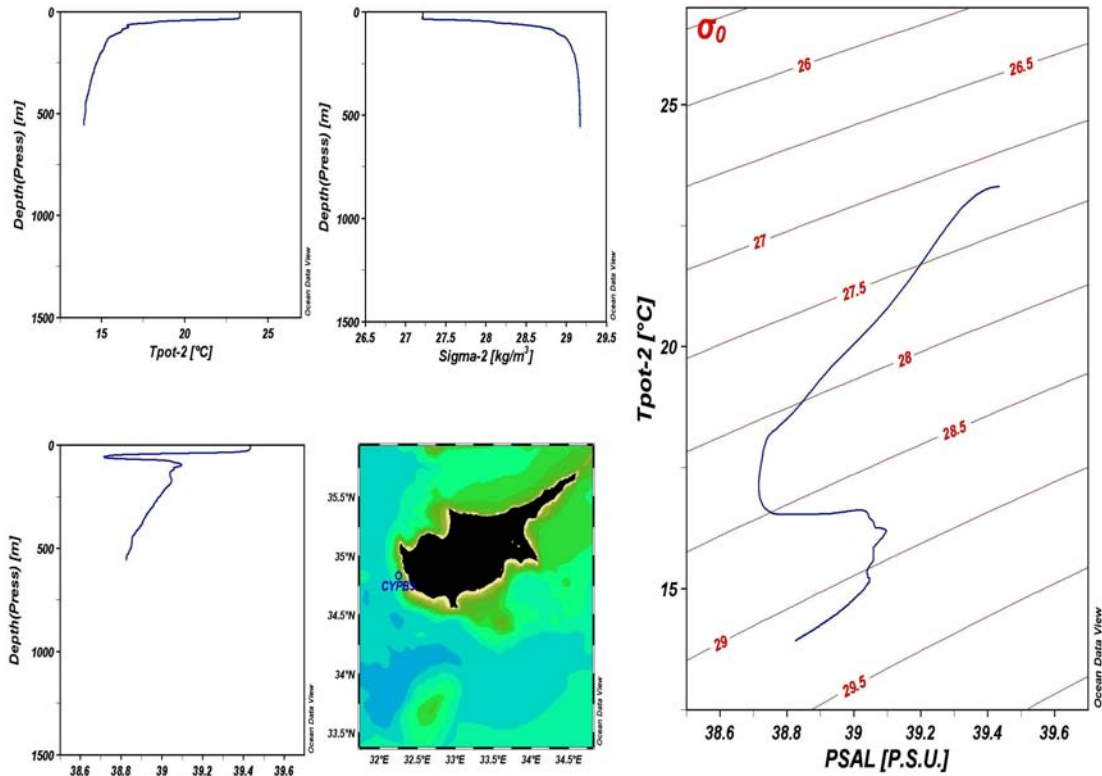 0
500
1000
1500
Depth(Press) [m]
15 20 25
Tpot-2 [°C]
Ocean Data View
0
500
1000
1500
Depth(Press) [m]
26.5 27 27.5 28 28.5 29 29.5
Sigma-2 [kg/m³]
Ocean Data View
σ₀
26
26.5
27
27.5
28
28.5
29
29.5
25
20
15
Tpot-2 [°C]
38.6 38.8 39 39.2 39.4 39.6
PSAL [P.S.U.]
Ocean Data View
0
500
1000
1500
Depth(Press) [m]
38.6 38.8 39 39.2 39.4 39.6
Ocean Data View
35.5°N
35°N
34.5°N
34°N
33.5°N
CYPBS
32°E 32.5°E 33°E 33.5°E 34°E 34.5°E
Ocean Data View